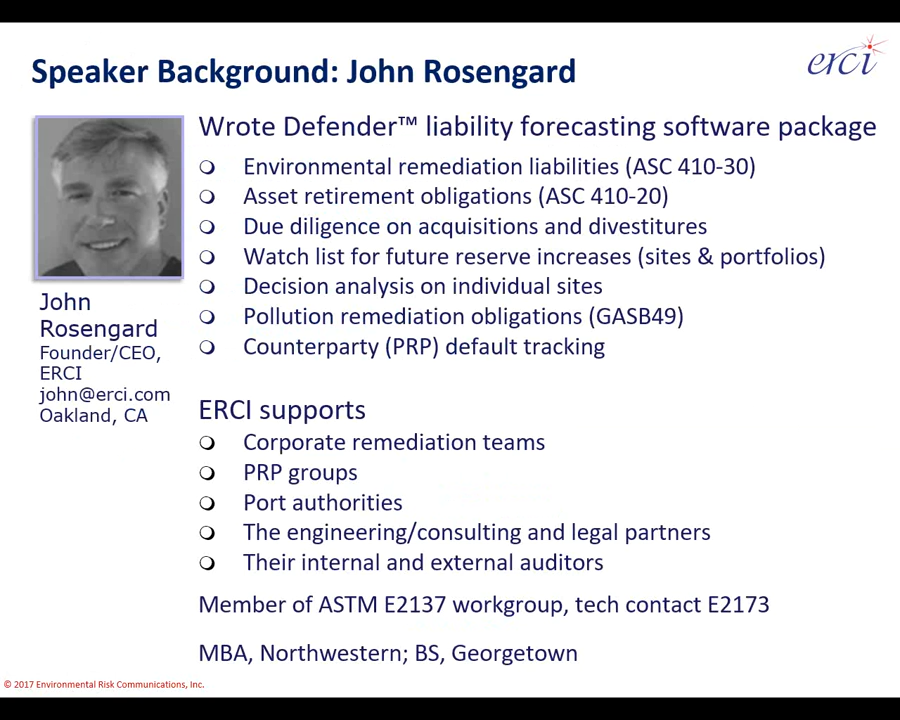 Speaker Background: John Rosengard
erci
Wrote Defender™ liability forecasting software package
Environmental remediation liabilities (ASC 410-30)
Asset retirement obligations (ASC 410-20)
Due diligence on acquisitions and divestitures
Watch list for future reserve increases (sites & portfolios)
Decision analysis on individual sites
Pollution remediation obligations (GASB49)
Counterparty (PRP) default tracking
John
Rosengard
Founder/CEO,
ERCI
john@erci.com
Oakland, CA
ERCI supports
Corporate remediation teams
PRP groups
Port authorities
The engineering/consulting and legal partners
Their internal and external auditors
Member of ASTM E2137 workgroup, tech contact E2173
MBA, Northwestern; BS, Georgetown
© 2017 Environmental Risk Communications, Inc.